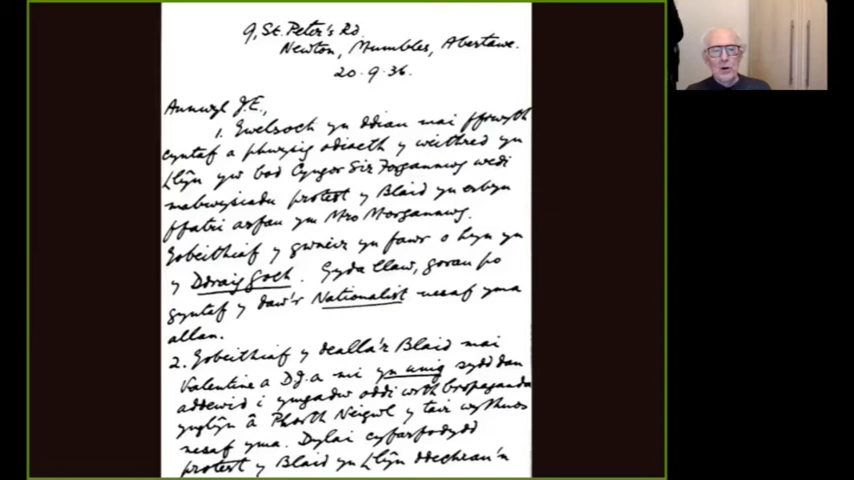 9, St. Peter's Rd.
Newton, Mumbles, Abertawe.
20.9.36.
Annwyl J.E.,
1. Gwelsoch yn ddiau mai ffrwyth
cyntaf a phwysig odiaeth y weithred yn
Llŷn yw bod Cyngor Sir Forgannwg wedi
mabwysiadu protest y Blaid yn erbyn
ffatri arfau ym Mro Morgannwg.
Gobeithiaf y gwneir yn fawr o hyn yn
y Ddraig Goch. Gyda llaw, goran po
gyntaf y daw'r Nationalist nesaf yma
allan.
2. Gobeithiaf y dealla'r Blaid mai
Valentine a D.J. a mi yn unig sydd dan
addewid i ymgadw oddi wrth bropaganda
ynglŷn â Phorth Neigwl y tair wythnos
nesaf yma. Dylai cyfarfodydd
protest y Blaid yn Llŷn ddechrau'n